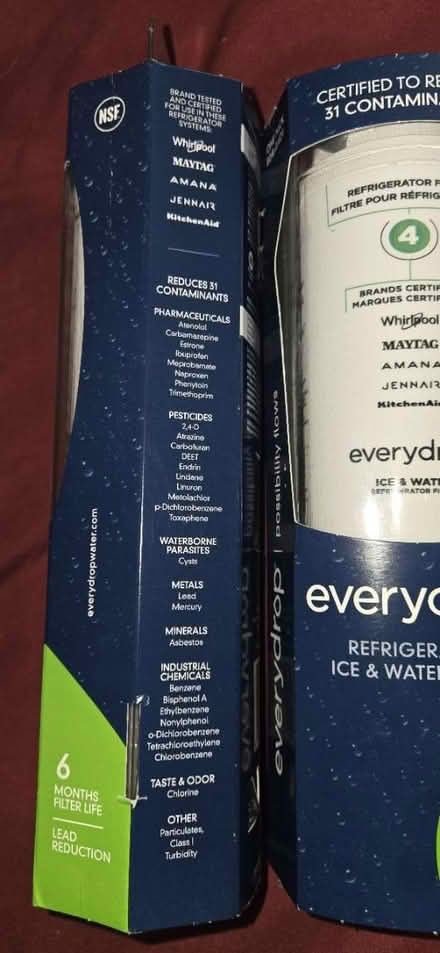 NSF
BRAND TESTED
AND CERTIFIED
FOR USE IN THESE
REFRIGERATOR
SYSTEMS:
Whirlpool
MAYTAG
AMANA
JENNAIR
KitchenAid
REDUCES 31
CONTAMINANTS
PHARMACEUTICALS
Atenolol
Carbamazepine
Estrone
Ibuprofen
Meprobamate
Naproxen
Phenytoin
Trimethoprim
PESTICIDES
2,4-D
Atrazine
Carbofuran
DEET
Endrin
Lindane
Linuron
Metolachlor
p-Dichlorobenzene
Toxaphene
WATERBORNE
PARASITES
Cysts
METALS
Lead
Mercury
MINERALS
Asbestos
INDUSTRIAL
CHEMICALS
Benzene
Bisphenol A
Ethylbenzene
Nonylphenol
o-Dichlorobenzene
Tetrachloroethylene
Chlorobenzene
TASTE & ODOR
Chlorine
OTHER
Particulates,
Class I
Turbidity
everydropwater.com
6
MONTHS
FILTER LIFE
LEAD
REDUCTION
everydrop | possibility flows
CERTIFIED TO RE
31 CONTAMIN
REFRIGERATOR F
FILTRE POUR RÉFRIG
4
BRANDS CERTIF
MARQUES CERTIF
Whirlpool
MAYTAG
AMANA
JENNAIR
KitchenAid
everydr
ICE & WATE
REFRIGERATOR F
everyd
REFRIGER
ICE & WATE